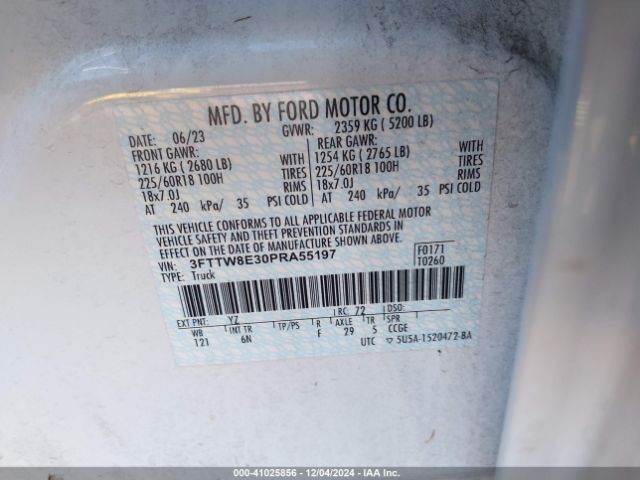 MFD. BY FORD MOTOR CO.
DATE: 06/23 GVWR: 2359 KG ( 5200 LB)
FRONT GAWR: REAR GAWR:
1216 KG ( 2680 LB) WITH 1254 KG ( 2765 LB) WITH
225/60R18 100H TIRES 225/60R18 100H TIRES
18x7.0J RIMS 18x7.0J RIMS
AT 240 kPa/ 35 PSI COLD AT 240 kPa/ 35 PSI COLD
THIS VEHICLE CONFORMS TO ALL APPLICABLE FEDERAL MOTOR
VEHICLE SAFETY AND THEFT PREVENTION STANDARDS IN
EFFECT ON THE DATE OF MANUFACTURE SHOWN ABOVE.
VIN: 3FTTW8E30PRA55197 F0171
TYPE: Truck T0260
EXT PNT: YZ RC: 72 DSO:
WB INT TR TP/PS R AXLE TR SPR
121 6N F 29 5 CCGE
UTC ▽ 5U5A-1520472-BA
000-41025856 - 12/04/2024 - IAA Inc.